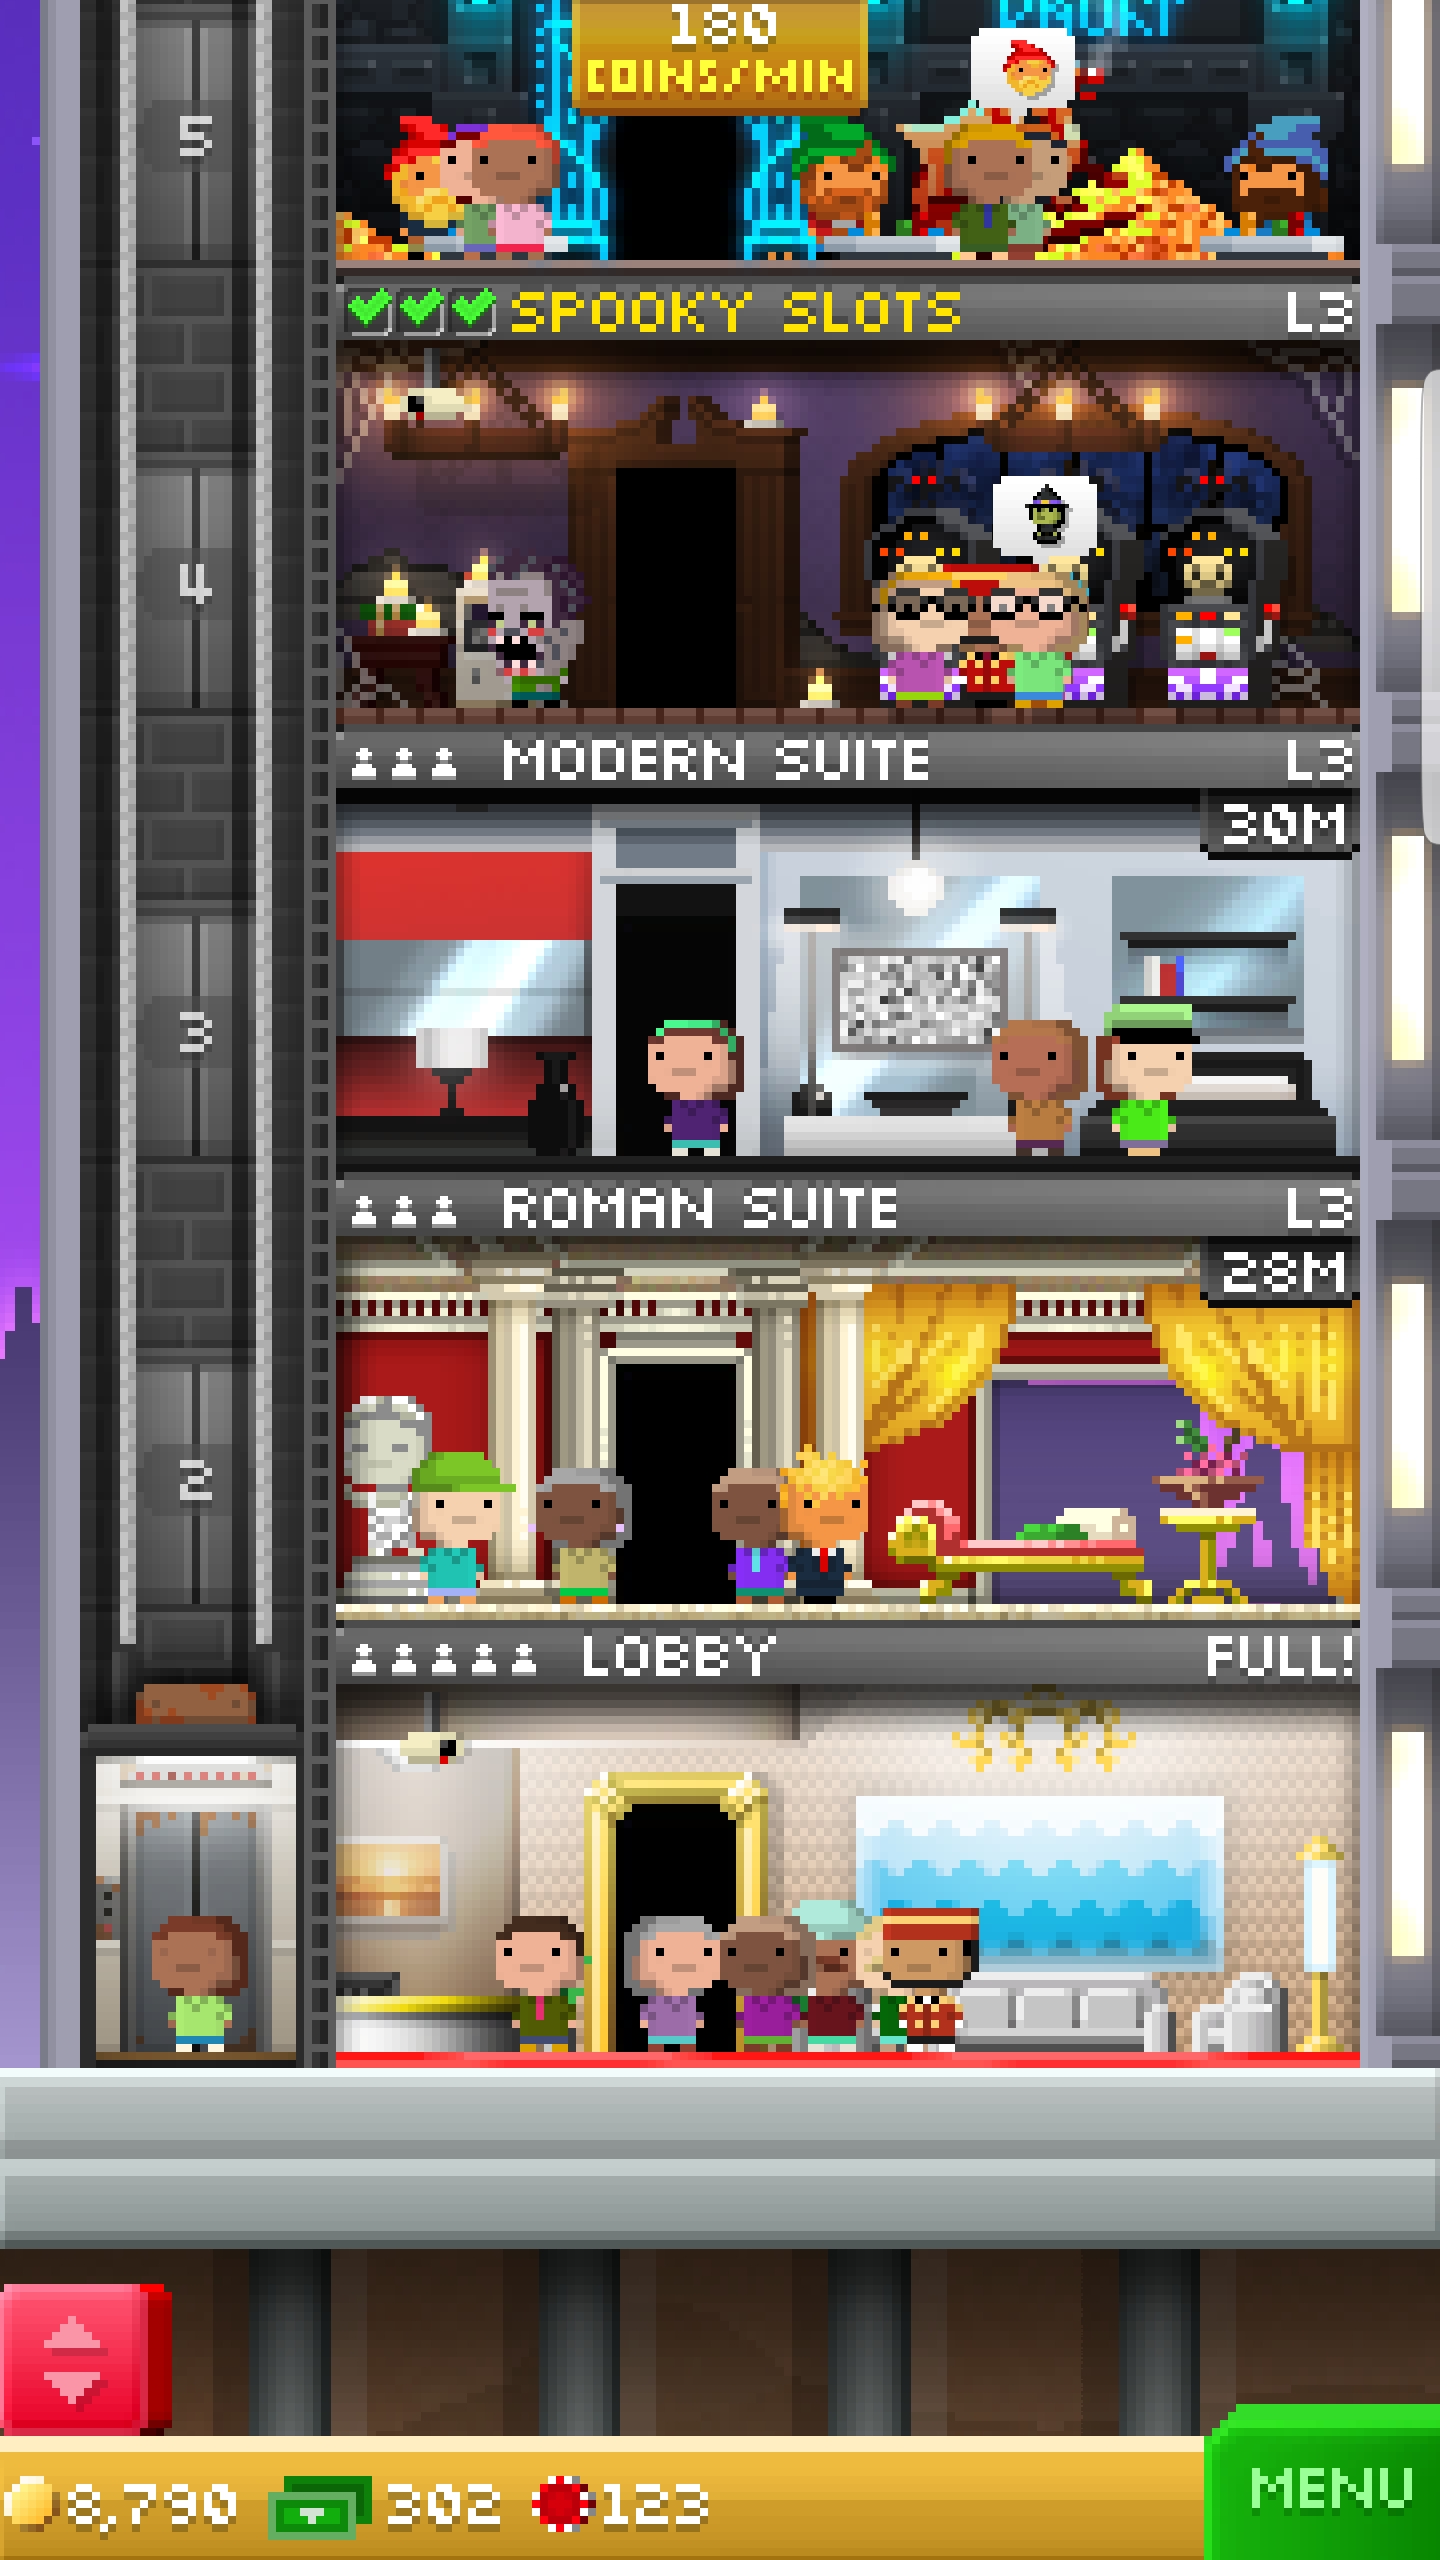 180
COINS/MIN
5
SPOOKY SLOTS L3
4
MODERN SUITE L3
30M
3
ROMAN SUITE L3
28M
2
LOBBY FULL!
8,790 302 123
MENU